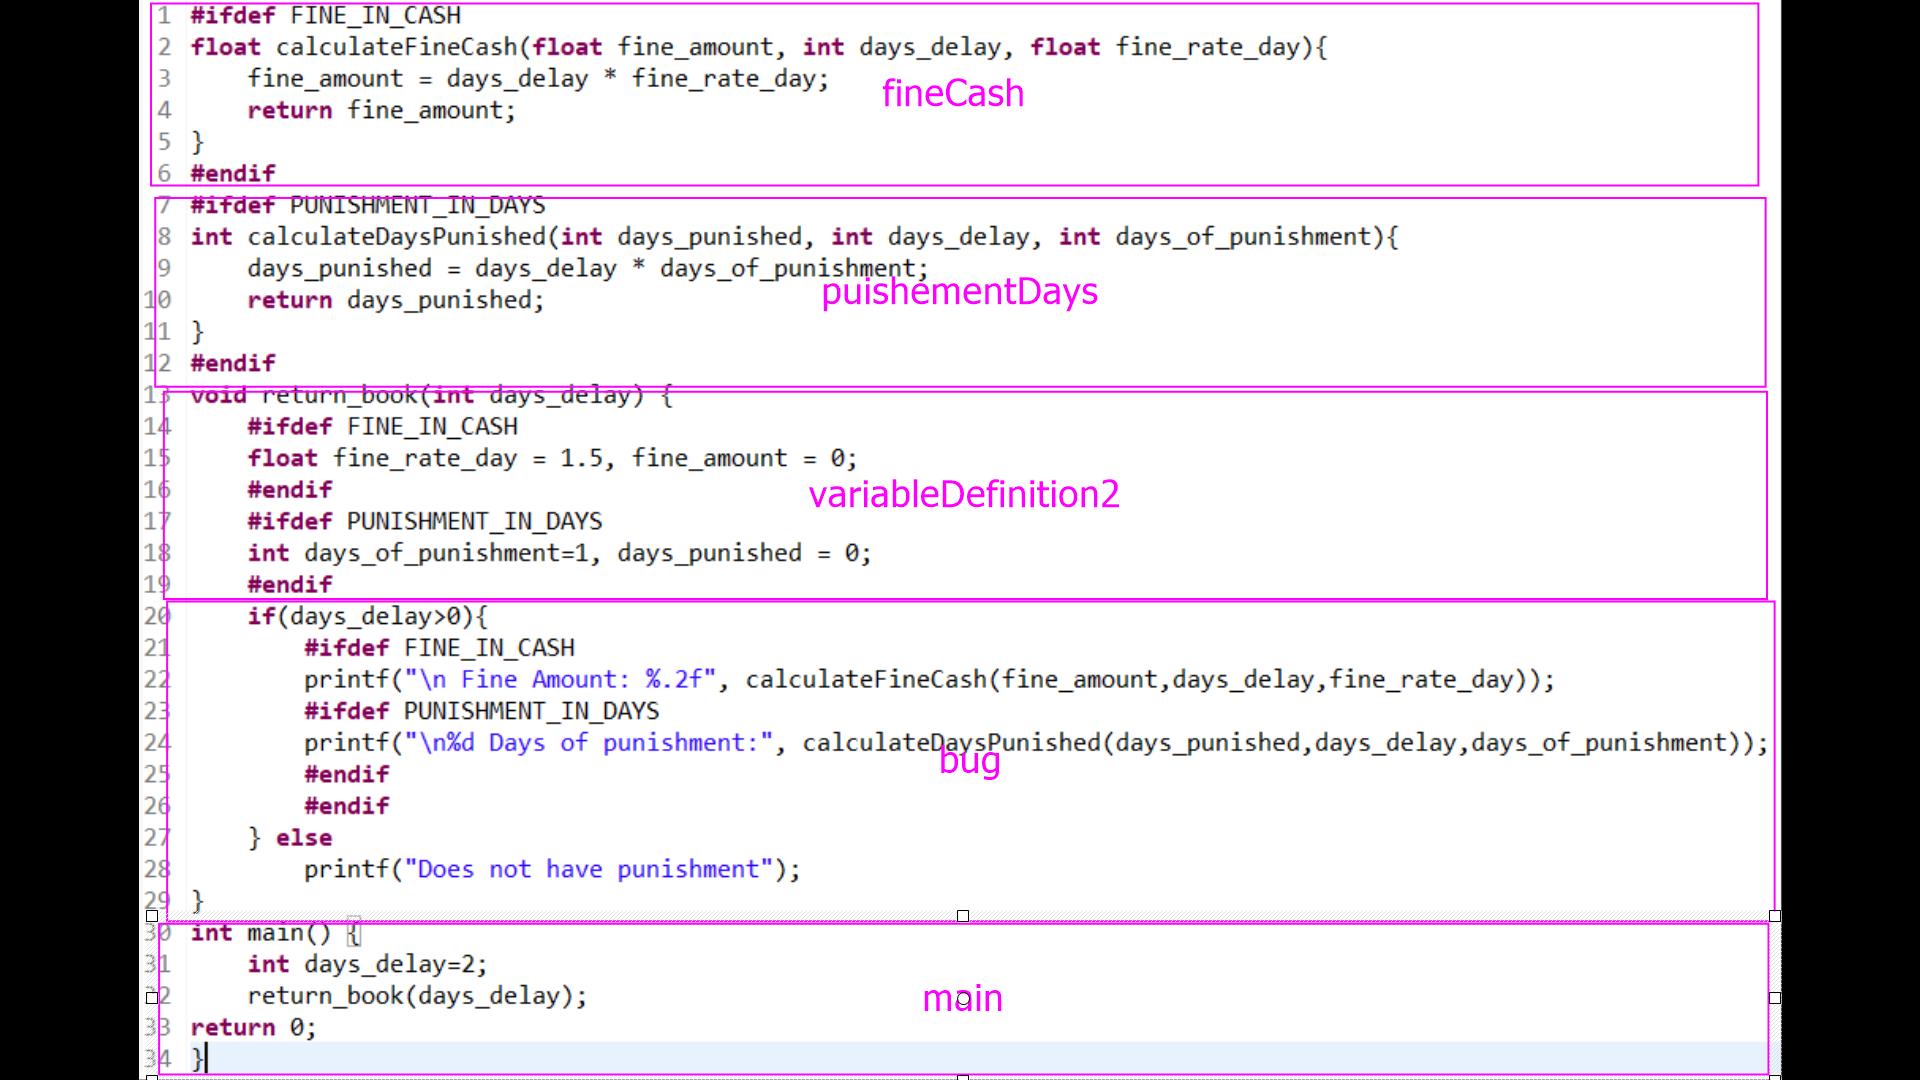 1 #ifdef FINE_IN_CASH
2 float calculateFineCash(float fine_amount, int days_delay, float fine_rate_day){
3     fine_amount = days_delay * fine_rate_day;
fineCash
4     return fine_amount;
5 }
6 #endif
7 #ifdef PUNISHMENT_IN_DAYS
8 int calculateDaysPunished(int days_punished, int days_delay, int days_of_punishment){
9     days_punished = days_delay * days_of_punishment;
puishementDays
10     return days_punished;
11 }
12 #endif
13 void return_book(int days_delay) {
14     #ifdef FINE_IN_CASH
15     float fine_rate_day = 1.5, fine_amount = 0;
16     #endif
variableDefinition2
17     #ifdef PUNISHMENT_IN_DAYS
18     int days_of_punishment=1, days_punished = 0;
19     #endif
20     if(days_delay>0){
21         #ifdef FINE_IN_CASH
22         printf("\n Fine Amount: %.2f", calculateFineCash(fine_amount,days_delay,fine_rate_day));
23         #ifdef PUNISHMENT_IN_DAYS
24         printf("\n%d Days of punishment:", calculateDaysPunished(days_punished,days_delay,days_of_punishment));
bug
25         #endif
26         #endif
27     } else
28         printf("Does not have punishment");
29 }
30 int main() {
31     int days_delay=2;
32     return_book(days_delay);
main
33 return 0;
34 }